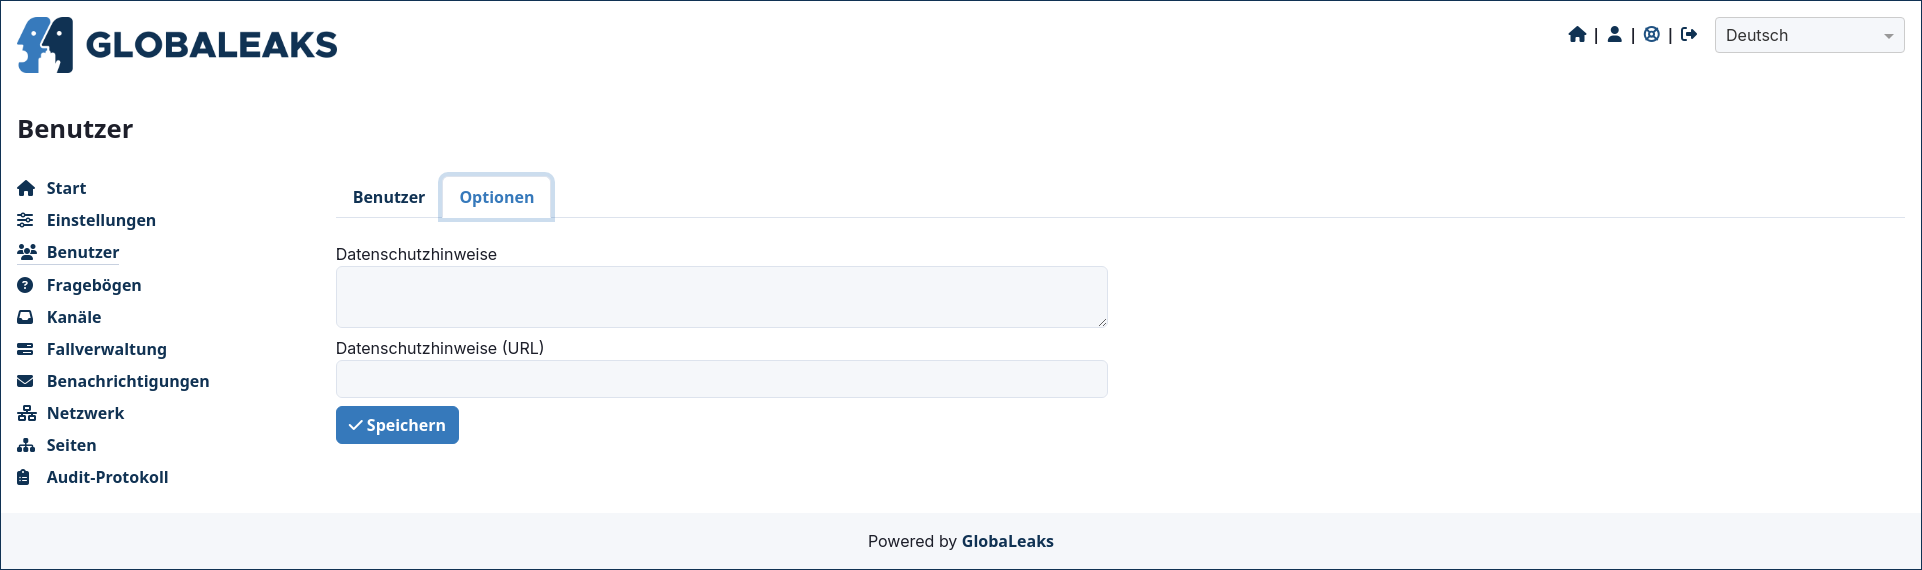 GLOBALEAKS
| | |
Deutsch
Benutzer
Start
Einstellungen
Benutzer
Fragebögen
Kanäle
Fallverwaltung
Benachrichtigungen
Netzwerk
Seiten
Audit-Protokoll
Benutzer Optionen
Datenschutzhinweise
Datenschutzhinweise (URL)
Speichern
Powered by GlobaLeaks